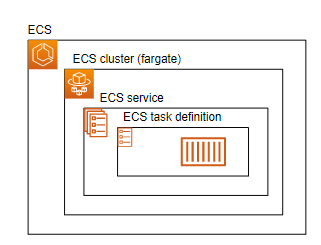 ECS
ECS cluster (fargate)
ECS service
ECS task definition